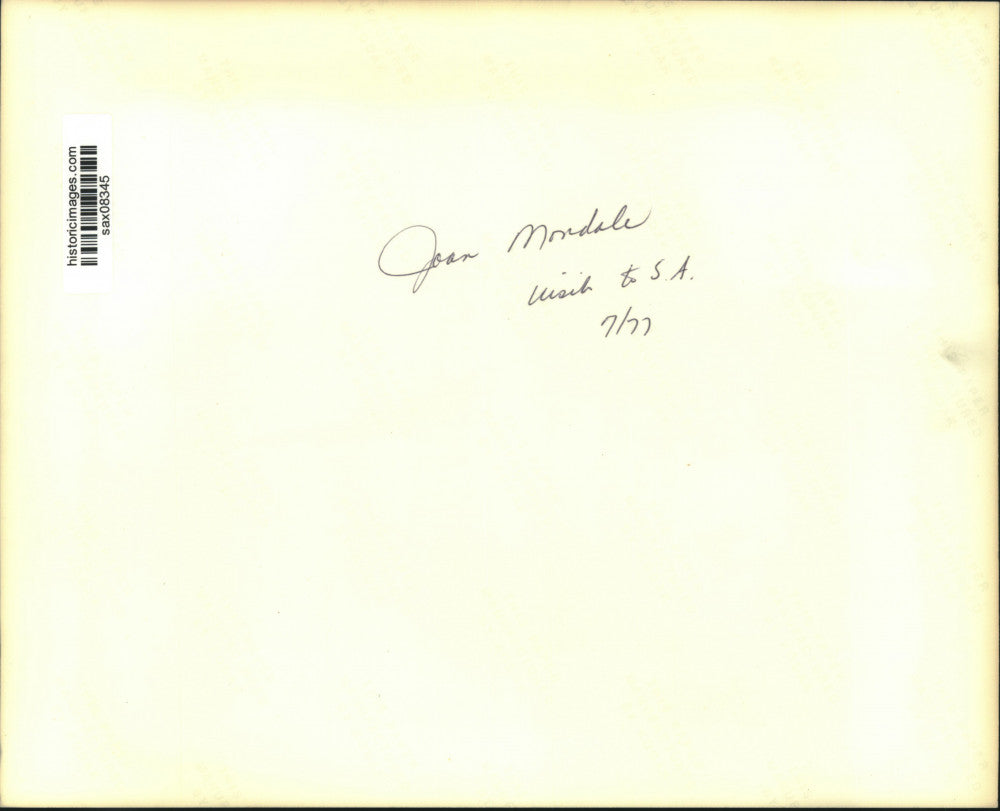 historicimages.com
sax08345
Joan Mondale
Visit to S.A.
7/77